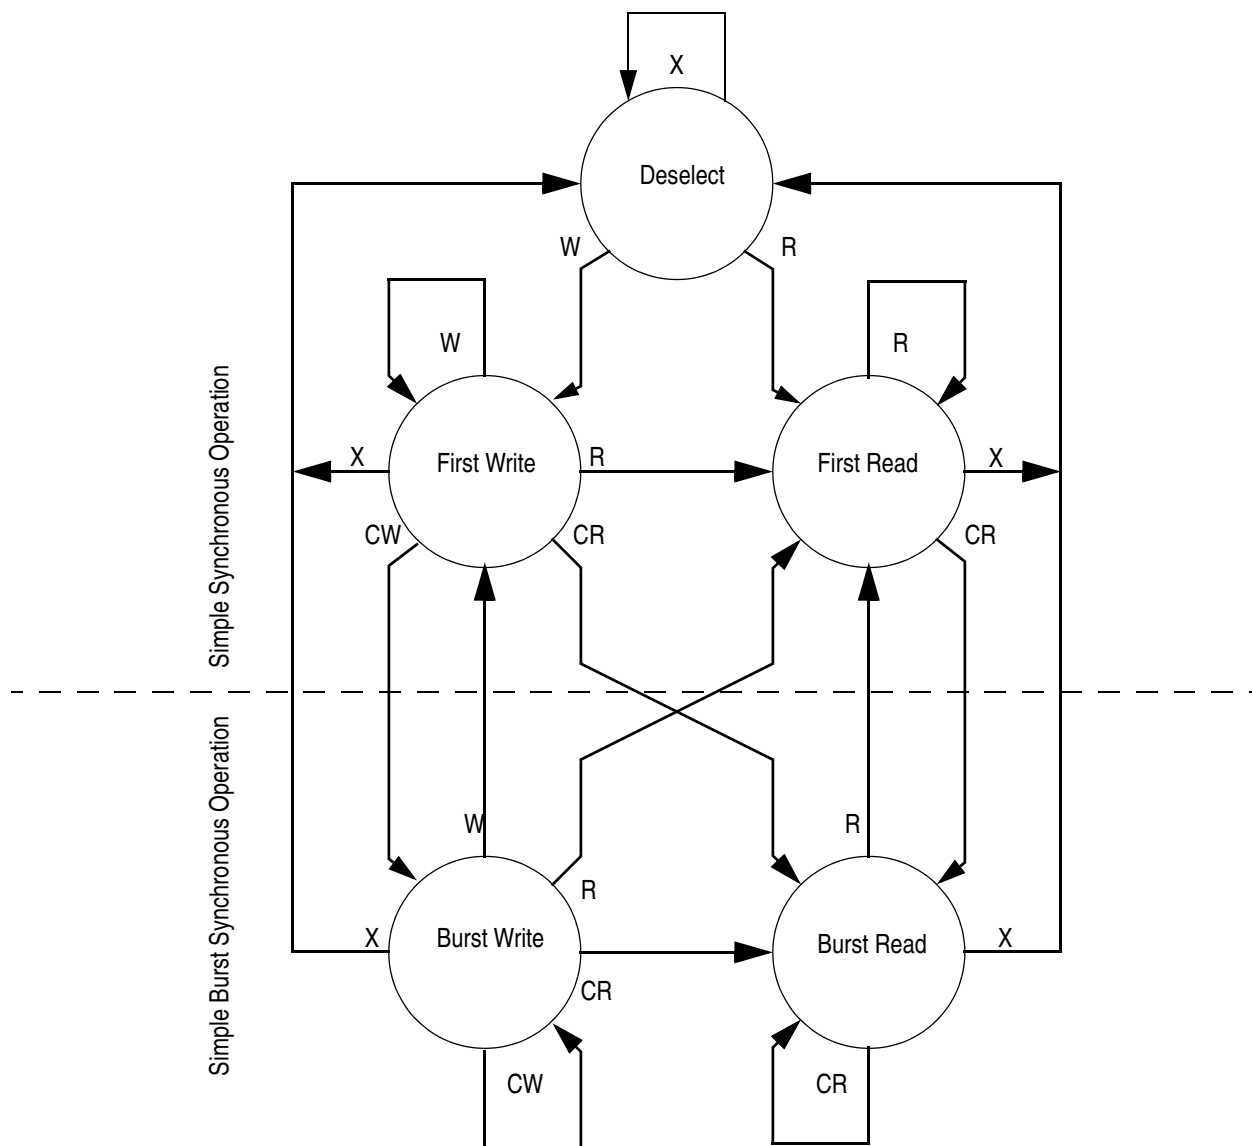 X
Deselect
W
R
W
R
Simple Synchronous Operation
X
First Write
R
First Read
X
CW
CR
CR
Simple Burst Synchronous Operation
W
R
R
X
Burst Write
Burst Read
X
CR
CW
CR